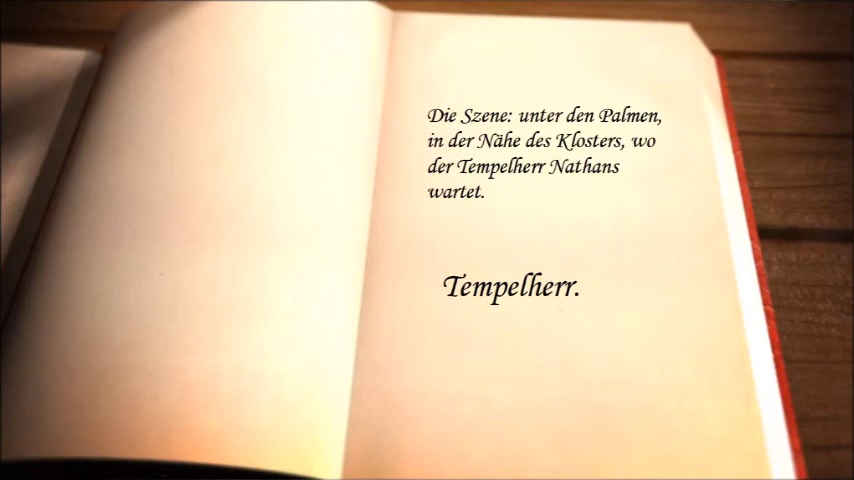 Die Szene: unter den Palmen,
in der Nähe des Klosters, wo
der Tempelherr Nathans
wartet.
Tempelherr.